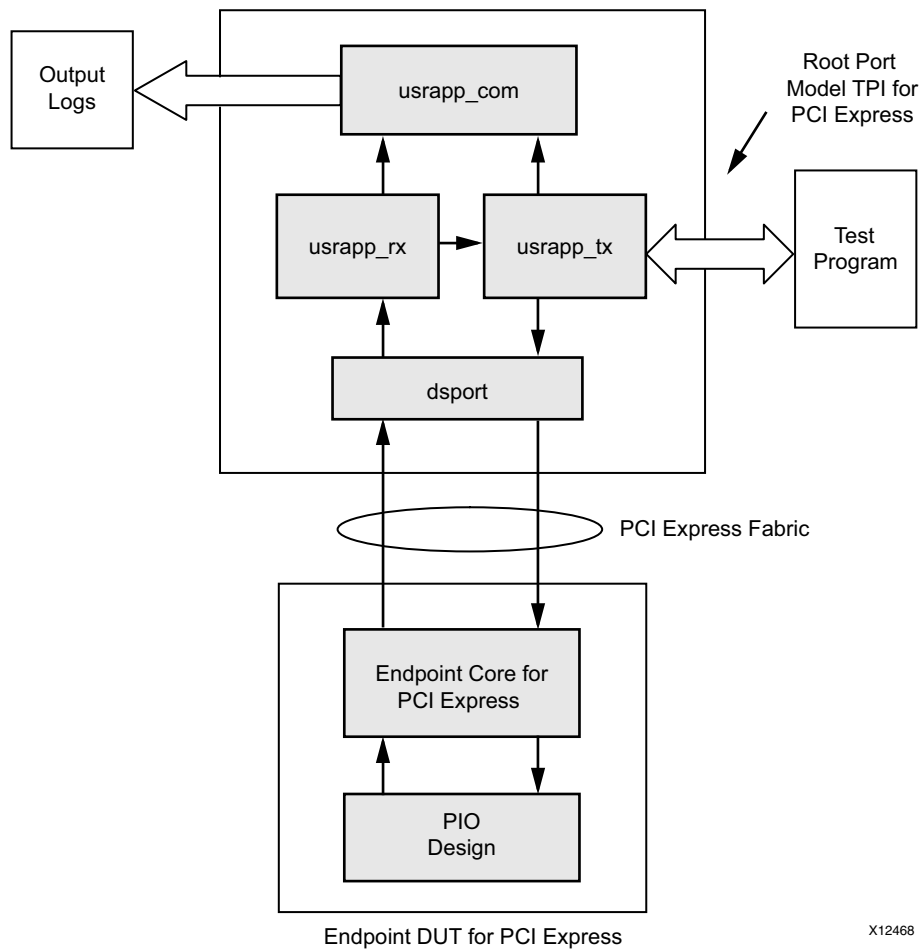 Output
Logs
usrapp_com
Root Port
Model TPI for
PCI Express
usrapp_rx
usrapp_tx
Test
Program
dsport
PCI Express Fabric
Endpoint Core for
PCI Express
PIO
Design
Endpoint DUT for PCI Express
X12468